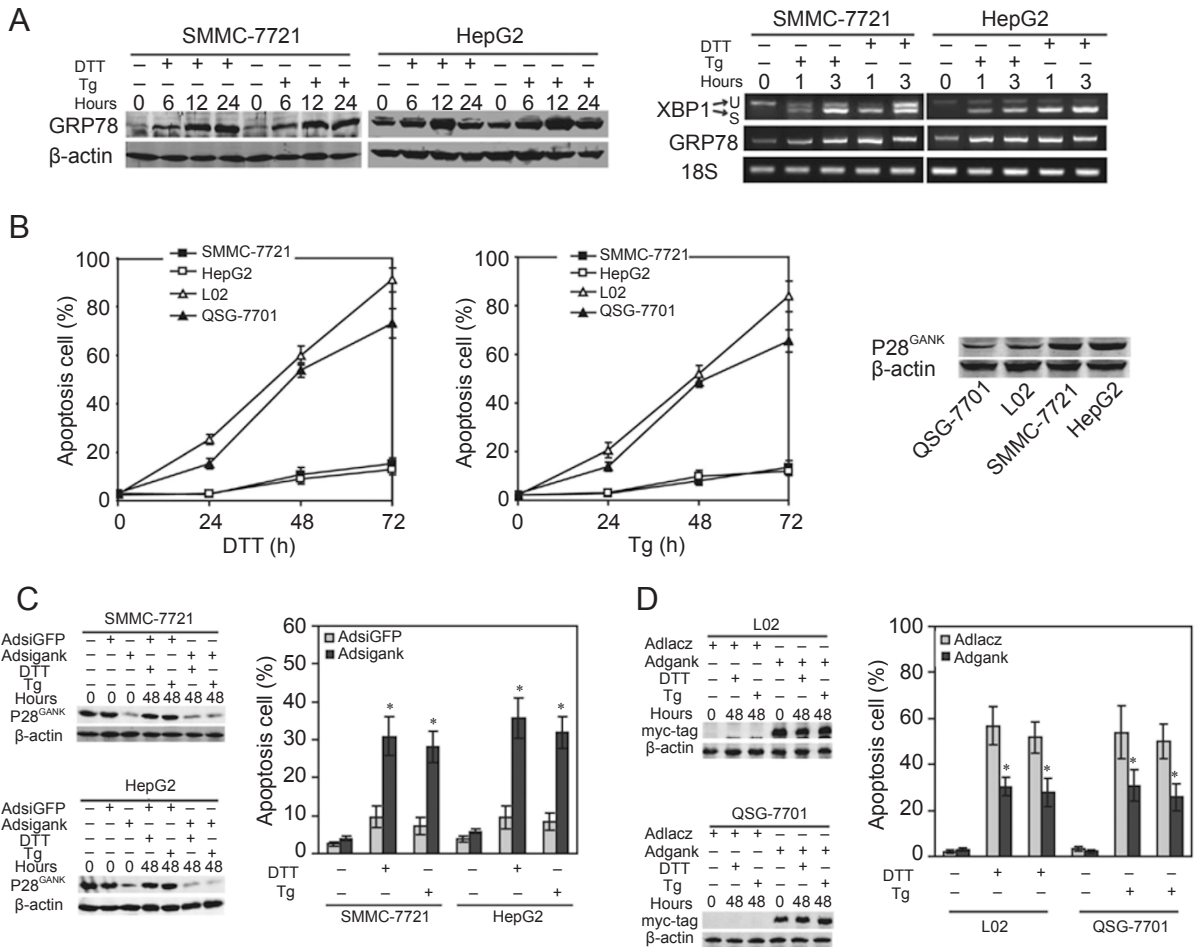 A
SMMC-7721 HepG2
DTT – + + + – – – – – + + + – – – –
Tg – – – – – + + + – – – – – + + +
Hours 0 6 12 24 0 6 12 24 0 6 12 24 0 6 12 24
GRP78
β-actin
SMMC-7721 HepG2
DTT – – – + + – – – + +
Tg – + + – – – + + – –
Hours 0 1 3 1 3 0 1 3 1 3
XBP1 U
S
GRP78
18S
B
Apoptosis cell (%)
100
80
60
40
20
0
0 24 48 72
DTT (h)
SMMC-7721
HepG2
L02
QSG-7701
Apoptosis cell (%)
100
80
60
40
20
0
0 24 48 72
Tg (h)
SMMC-7721
HepG2
L02
QSG-7701
P28GANK
β-actin
QSG-7701 L02 SMMC-7721 HepG2
C
SMMC-7721
AdsiGFP – + – + + – –
Adsigank – – + – – + +
DTT – – – + – + –
Tg – – – – + – +
Hours 0 0 0 48 48 48 48
P28GANK
β-actin
HepG2
AdsiGFP – + – + + – –
Adsigank – – + – – + +
DTT – – – + – + –
Tg – – – – + – +
Hours 0 0 0 48 48 48 48
P28GANK
β-actin
Apoptosis cell (%)
60
50
40
30
20
10
0
AdsiGFP
Adsigank
* * * *
DTT – + – – + –
Tg – – + – – +
SMMC-7721 HepG2
D
L02
Adlacz + + + – – –
Adgank – – – + + +
DTT – + – – + –
Tg – – + – – +
Hours 0 48 48 0 48 48
myc-tag
β-actin
QSG-7701
Adlacz + + + – – –
Adgank – – – + + +
DTT – + – – + –
Tg – – + – – +
Hours 0 48 48 0 48 48
myc-tag
β-actin
Apoptosis cell (%)
100
80
60
40
20
0
Adlacz
Adgank
* * * *
DTT – + + – – –
Tg – – – – + +
L02 QSG-7701